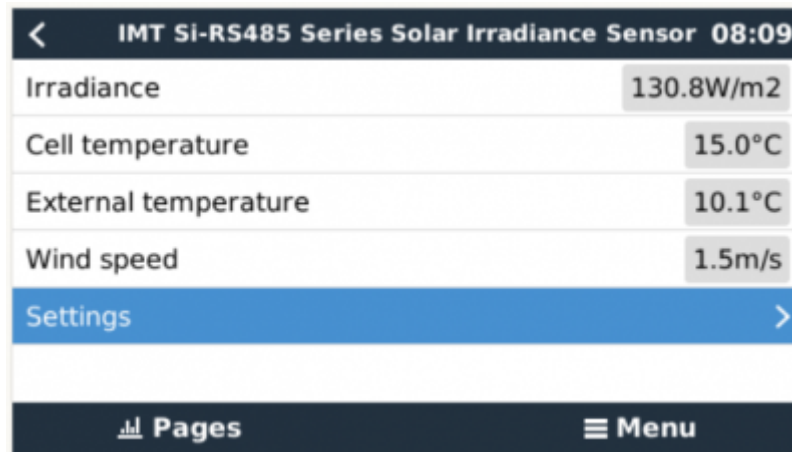 IMT Si-RS485 Series Solar Irradiance Sensor 08:09
Irradiance 130.8W/m2
Cell temperature 15.0°C
External temperature 10.1°C
Wind speed 1.5m/s
Settings
Pages Menu